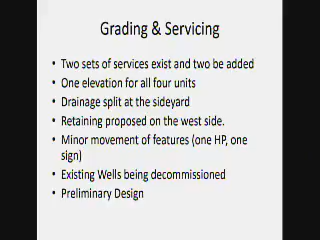 Grading & Servicing
• Two sets of services exist and two be added
• One elevation for all four units
• Drainage split at the sideyard
• Retaining proposed on the west side.
• Minor movement of features (one HP, one
sign)
• Existing Wells being decommissioned
• Preliminary Design